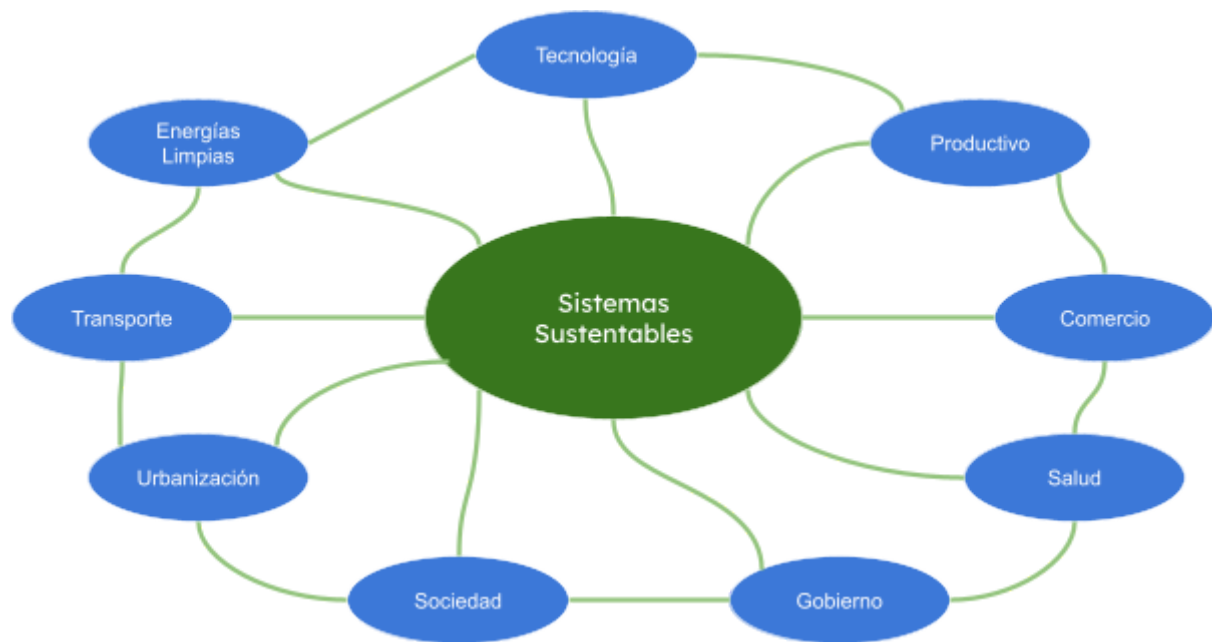 Tecnología
Energías
Limpias
Productivo
Sistemas
Sustentables
Transporte
Comercio
Urbanización
Salud
Sociedad
Gobierno